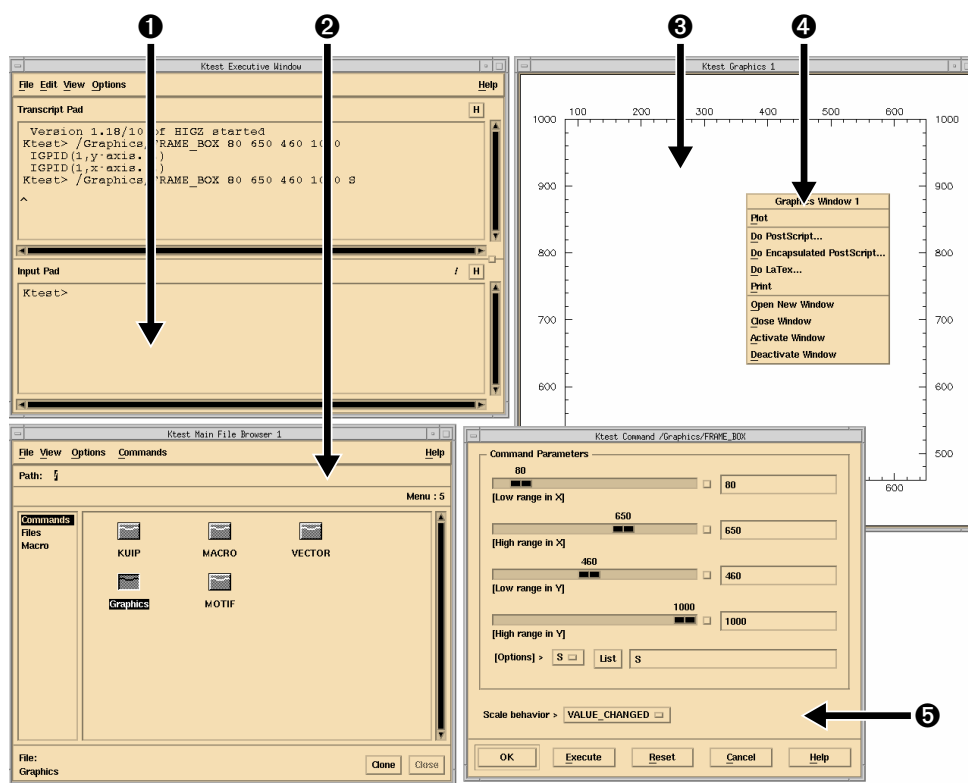 ❶
❷
❸
❹
Ktest Executive Window
File Edit View Options Help
Transcript Pad H
Version 1.18/10 of HIGZ started
Ktest> /Graphics/FRAME_BOX 80 650 460 1000
IGPID(1,y-axis.
IGPID(1,x-axis.
Ktest> /Graphics/FRAME_BOX 80 650 460 1000 S
^
Input Pad / H
Ktest>
Ktest Graphics 1
100 200 300 400 500 600
1000 1000
900 900
800 800
700 700
600 600
500
600
Graphics Window 1
Plot
Do PostScript...
Do Encapsulated PostScript...
Do LaTex...
Print
Open New Window
Close Window
Activate Window
Deactivate Window
Ktest Main File Browser 1
File View Options Commands Help
Path: /
Menu : 5
Commands
Files
Macro
KUIP MACRO VECTOR
Graphics MOTIF
File:
Graphics
Clone Close
Ktest Command /Graphics/FRAME_BOX
Command Parameters
80
80
[Low range in X]
650
650
[High range in X]
460
460
[Low range in Y]
1000
1000
[High range in Y]
[Options] > S List S
Scale behavior > VALUE_CHANGED
❺
OK Execute Reset Cancel Help